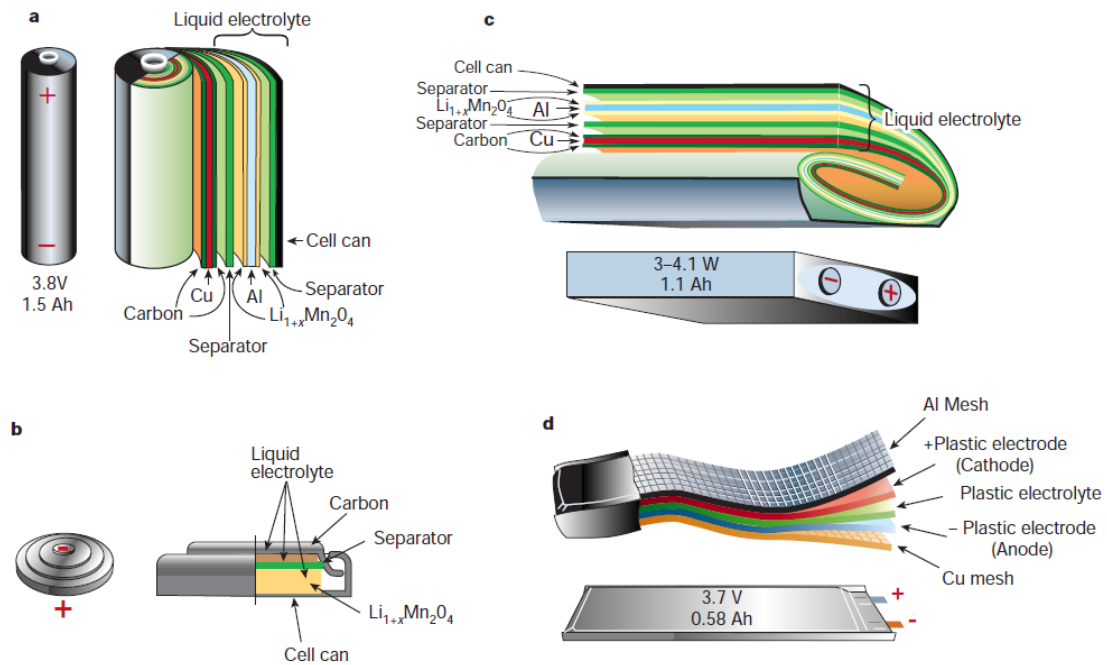 a
Liquid electrolyte
+
−
3.8V
1.5 Ah
Cell can
Cu
Al
Separator
Carbon
Li1+xMn2O4
Separator
c
Cell can
Separator
Li1+xMn2O4
Al
Separator
Carbon
Cu
Liquid electrolyte
3–4.1 W
1.1 Ah
−
+
b
Liquid
electrolyte
Carbon
Separator
Li1+xMn2O4
Cell can
-
+
d
Al Mesh
+Plastic electrode
(Cathode)
Plastic electrolyte
– Plastic electrode
(Anode)
Cu mesh
3.7 V
0.58 Ah
+
-